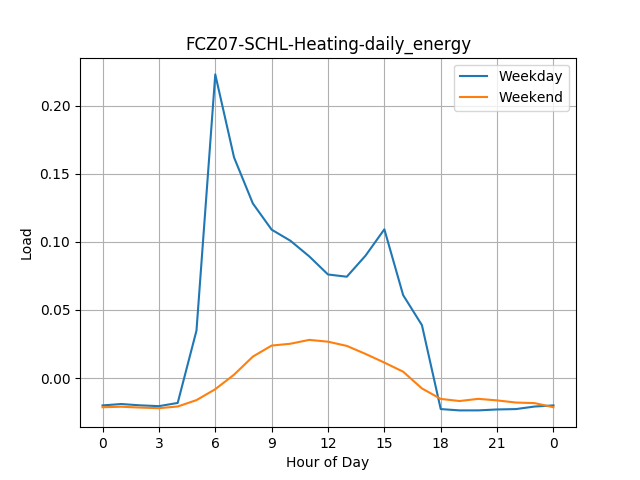 FCZ07-SCHL-Heating-daily_energy
Weekday
Weekend
0.20
0.15
0.10
0.05
0.00
Load
0 3 6 9 12 15 18 21 0
Hour of Day